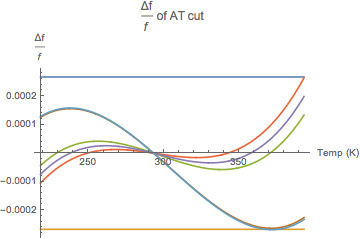 Δf
f
of AT cut
Δf
f
0.0002
0.0001
-0.0001
-0.0002
250
300
350
Temp (K)